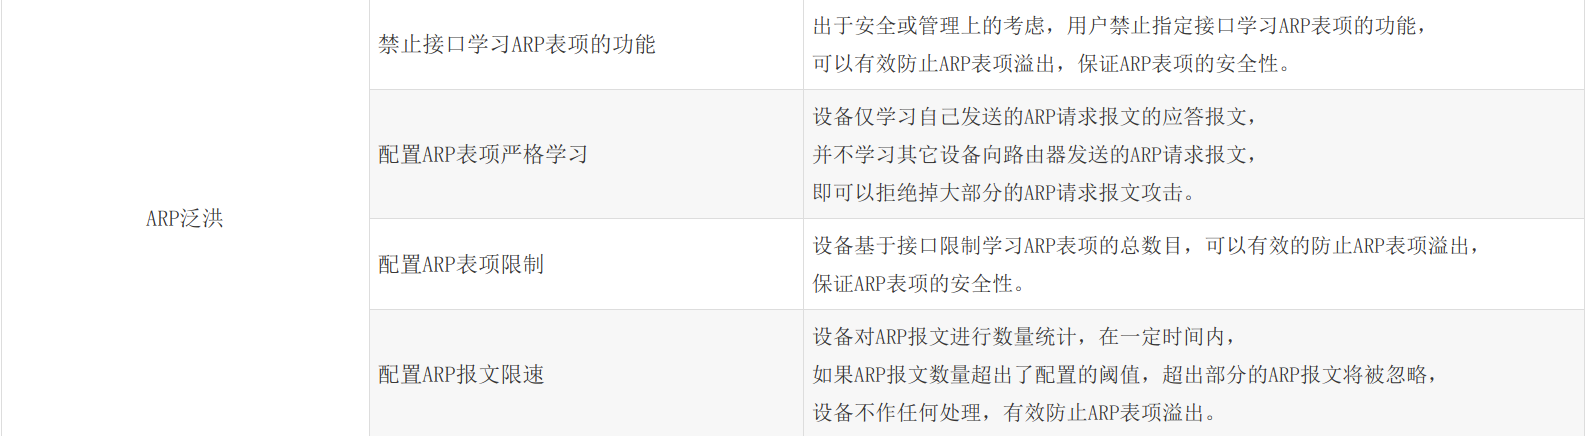 禁止接口学习ARP表项的功能
出于安全或管理上的考虑，用户禁止指定接口学习ARP表项的功能，
可以有效防止ARP表项溢出，保证ARP表项的安全性。
ARP泛洪
配置ARP表项严格学习
设备仅学习自己发送的ARP请求报文的应答报文，
并不学习其它设备向路由器发送的ARP请求报文，
即可以拒绝掉大部分的ARP请求报文攻击。
配置ARP表项限制
设备基于接口限制学习ARP表项的总数目，可以有效的防止ARP表项溢出，
保证ARP表项的安全性。
配置ARP报文限速
设备对ARP报文进行数量统计，在一定时间内，
如果ARP报文数量超出了配置的阈值，超出部分的ARP报文将被忽略，
设备不作任何处理，有效防止ARP表项溢出。